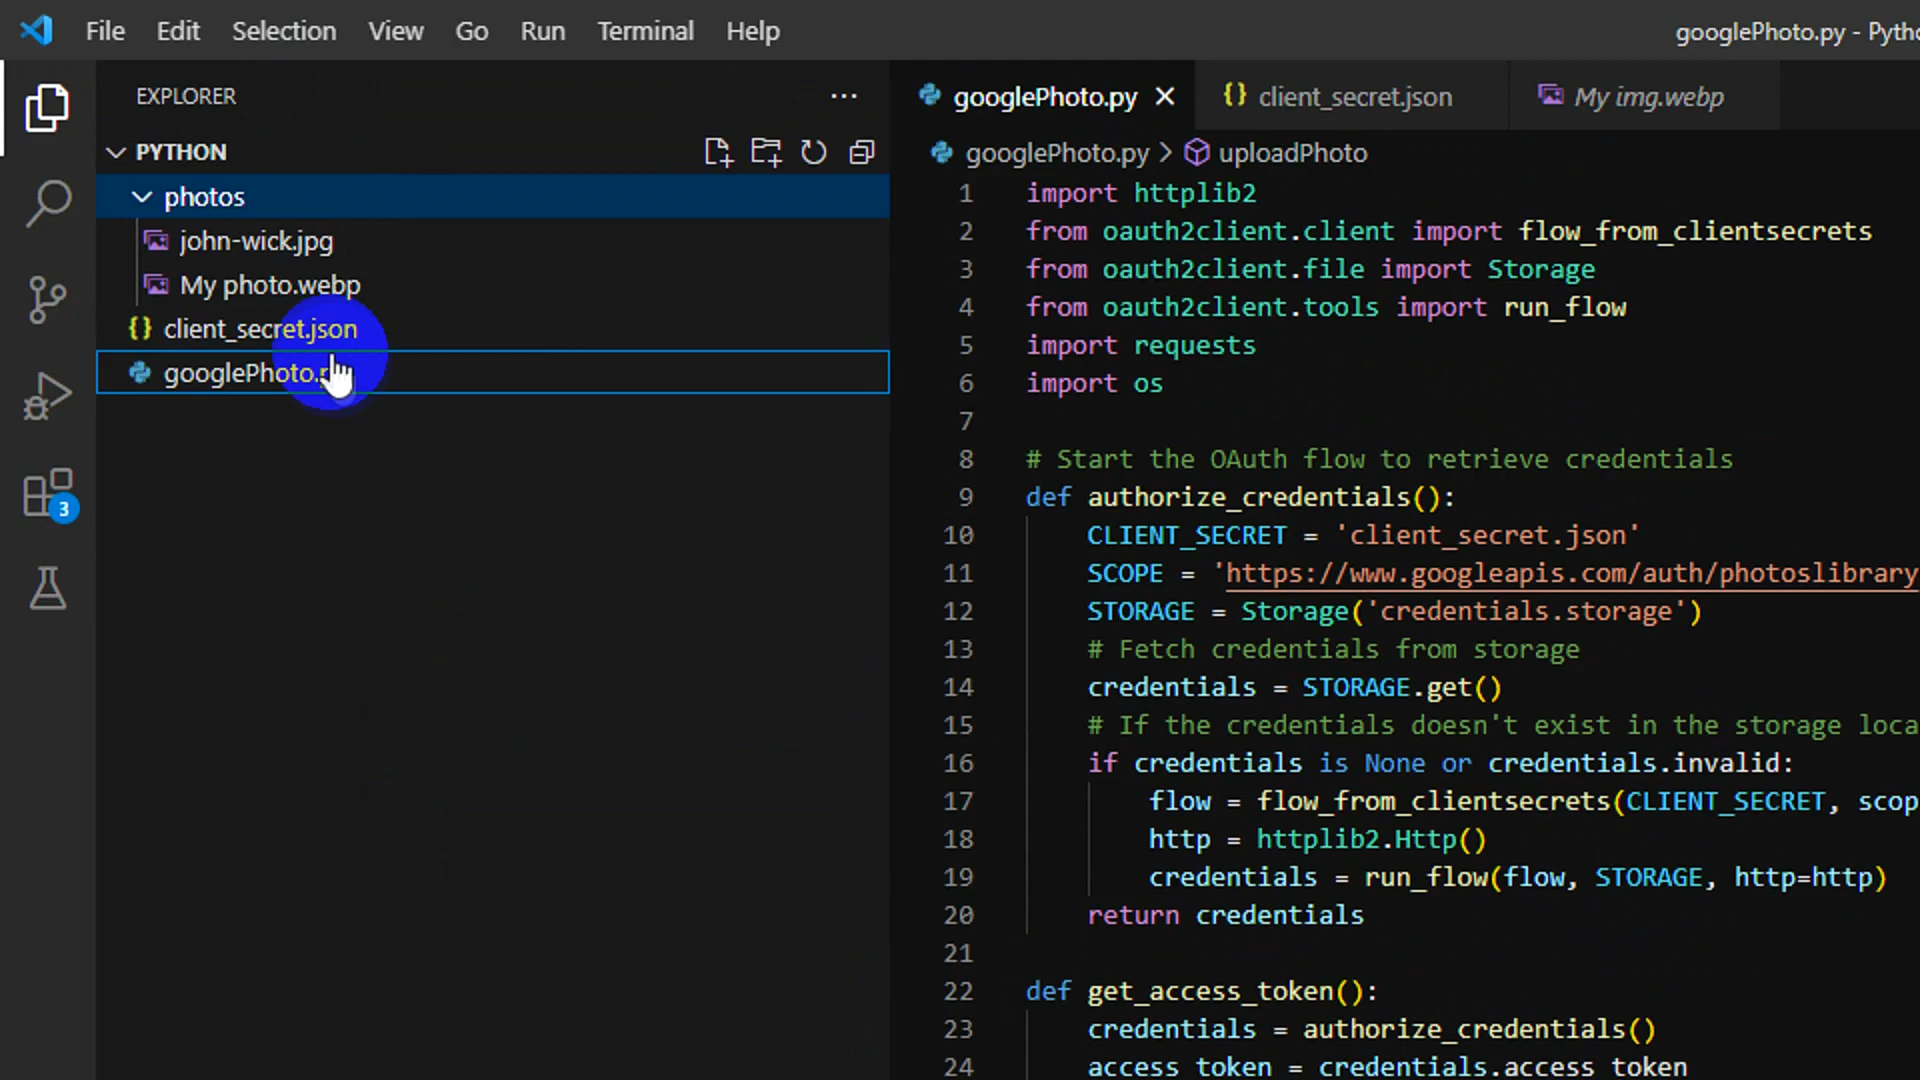 File Edit Selection View Go Run Terminal Help
googlePhoto.py - Pytho
EXPLORER
PYTHON
photos
john-wick.jpg
My photo.webp
client_secret.json
googlePhoto.
3
googlePhoto.py client_secret.json My img.webp
googlePhoto.py > uploadPhoto
1 import httplib2
2 from oauth2client.client import flow_from_clientsecrets
3 from oauth2client.file import Storage
4 from oauth2client.tools import run_flow
5 import requests
6 import os
7
8 # Start the OAuth flow to retrieve credentials
9 def authorize_credentials():
10 CLIENT_SECRET = 'client_secret.json'
11 SCOPE = 'https://www.googleapis.com/auth/photoslibrary
12 STORAGE = Storage('credentials.storage')
13 # Fetch credentials from storage
14 credentials = STORAGE.get()
15 # If the credentials doesn't exist in the storage loca
16 if credentials is None or credentials.invalid:
17 flow = flow_from_clientsecrets(CLIENT_SECRET, scop
18 http = httplib2.Http()
19 credentials = run_flow(flow, STORAGE, http=http)
20 return credentials
21
22 def get_access_token():
23 credentials = authorize_credentials()
24 access_token = credentials.access_token